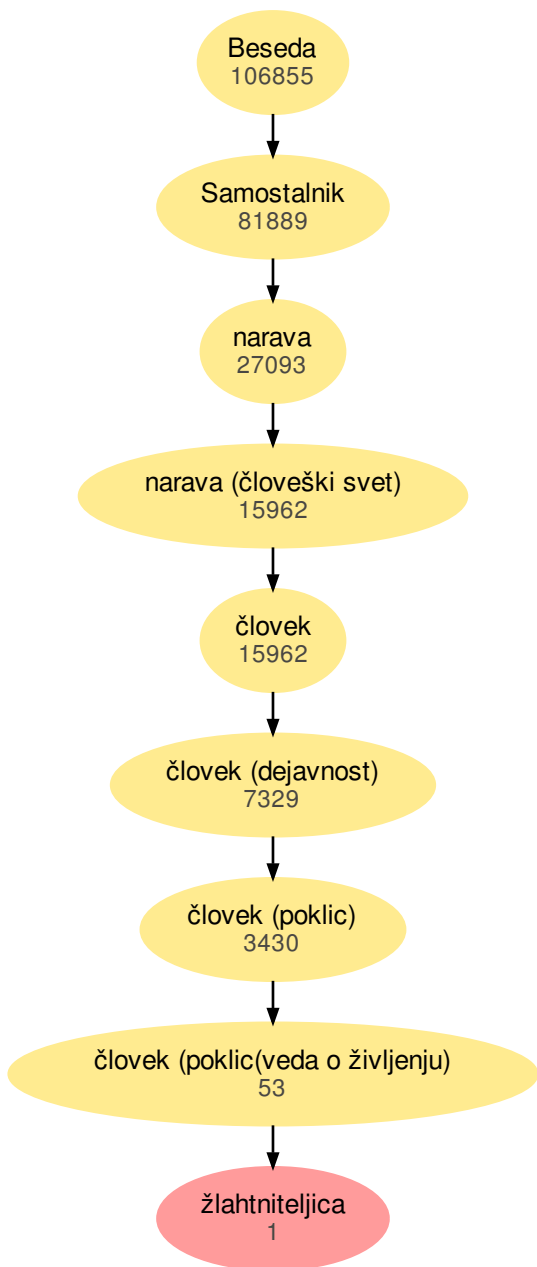 Beseda
106855
Samostalnik
81889
narava
27093
narava (človeški svet)
15962
človek
15962
človek (dejavnost)
7329
človek (poklic)
3430
človek (poklic(veda o življenju)
53
žlahtniteljica
1